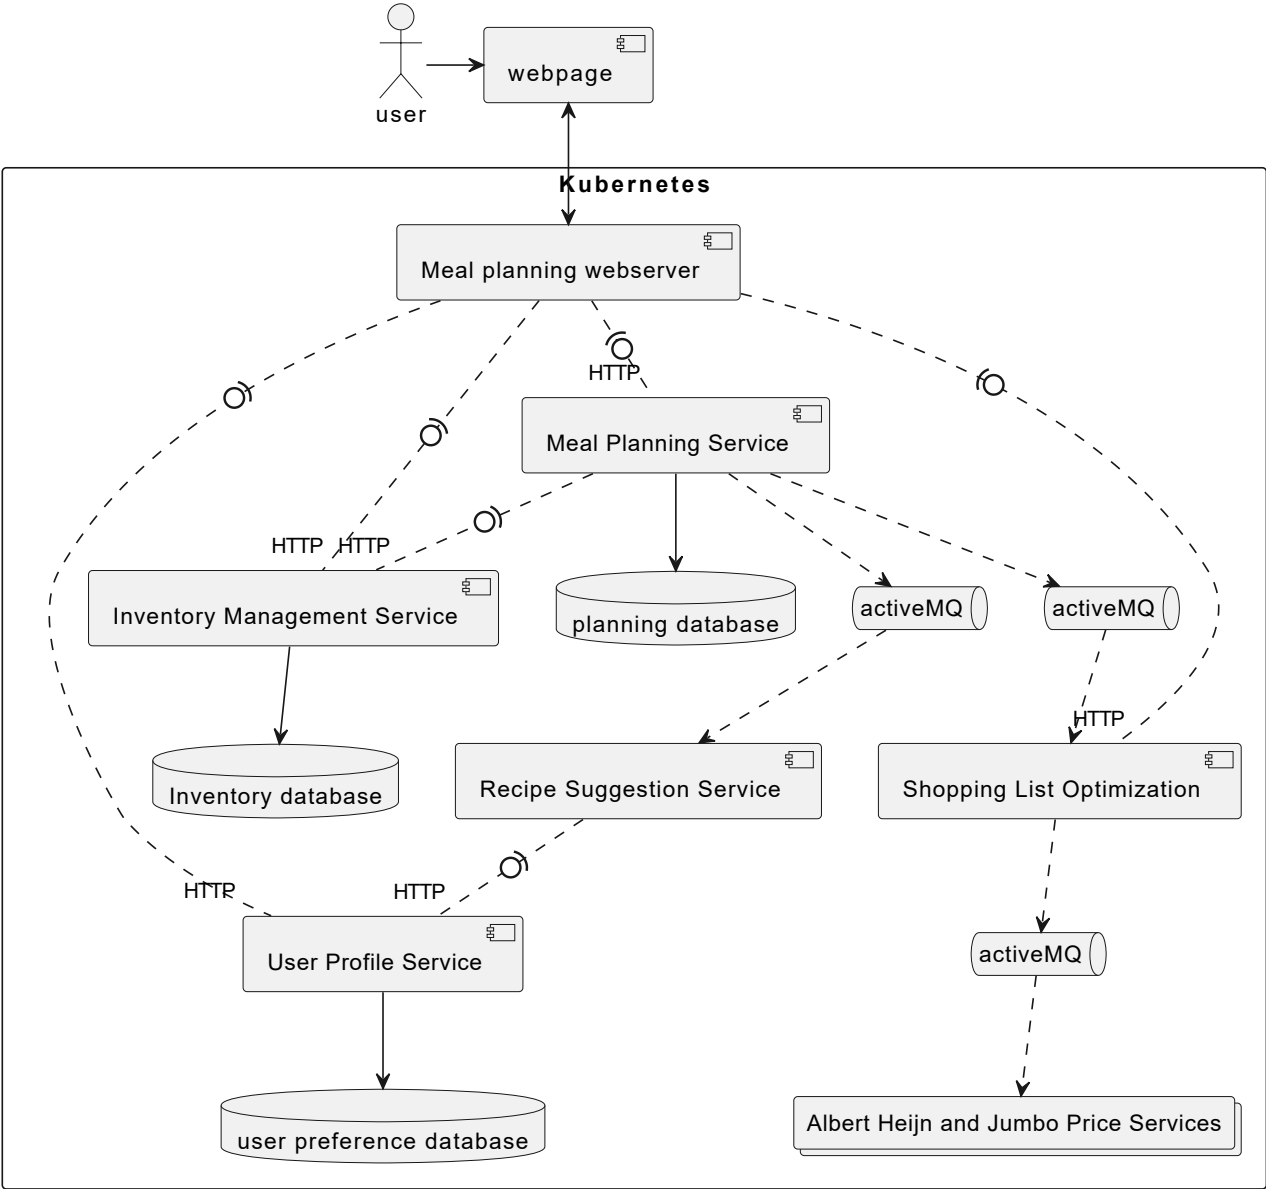 user
webpage
Kubernetes
Meal planning webserver
HTTP
Meal Planning Service
HTTP
HTTP
Inventory Management Service
planning database
activeMQ
activeMQ
HTTP
Inventory database
Recipe Suggestion Service
Shopping List Optimization
HTTP
HTTP
User Profile Service
activeMQ
user preference database
Albert Heijn and Jumbo Price Services